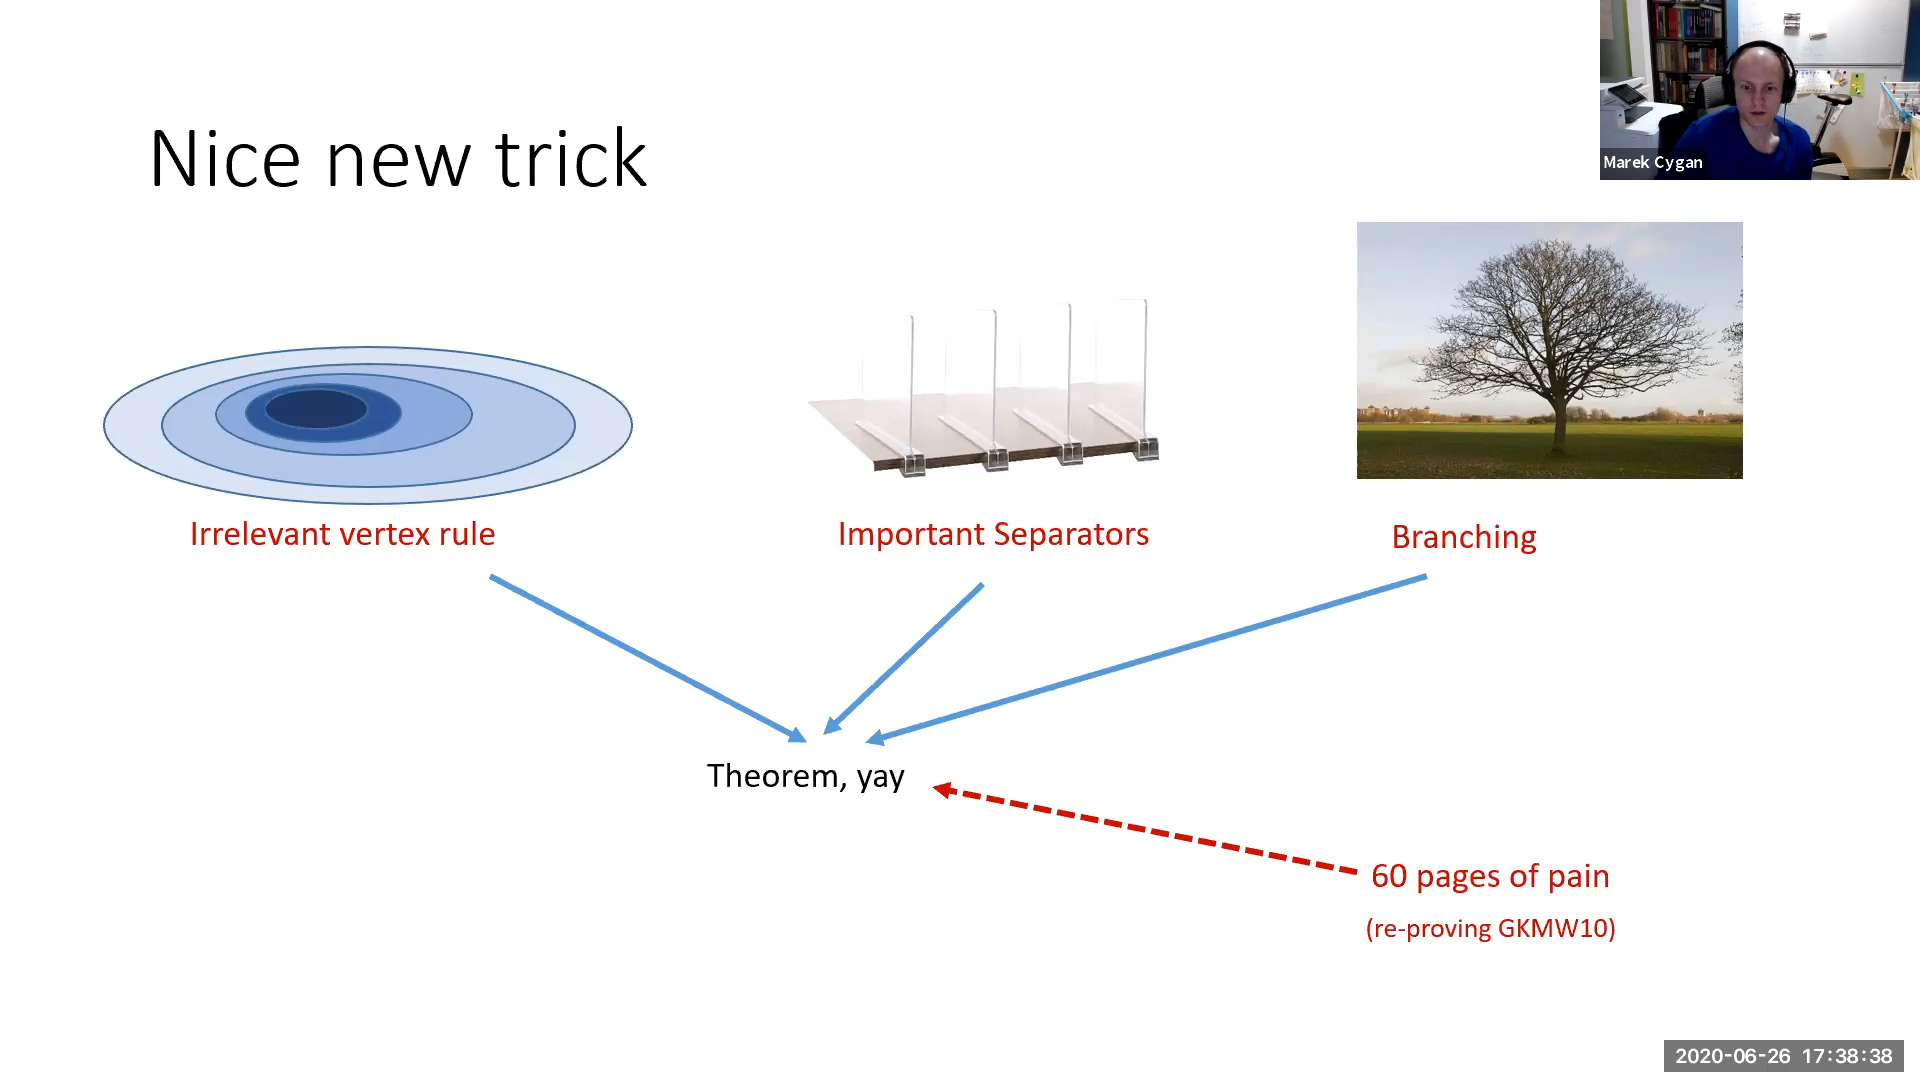 Nice new trick
Marek Cygan
Irrelevant vertex rule
Important Separators
Branching
Theorem, yay
60 pages of pain
(re-proving GKMW10)
2020-06-26 17:38:38